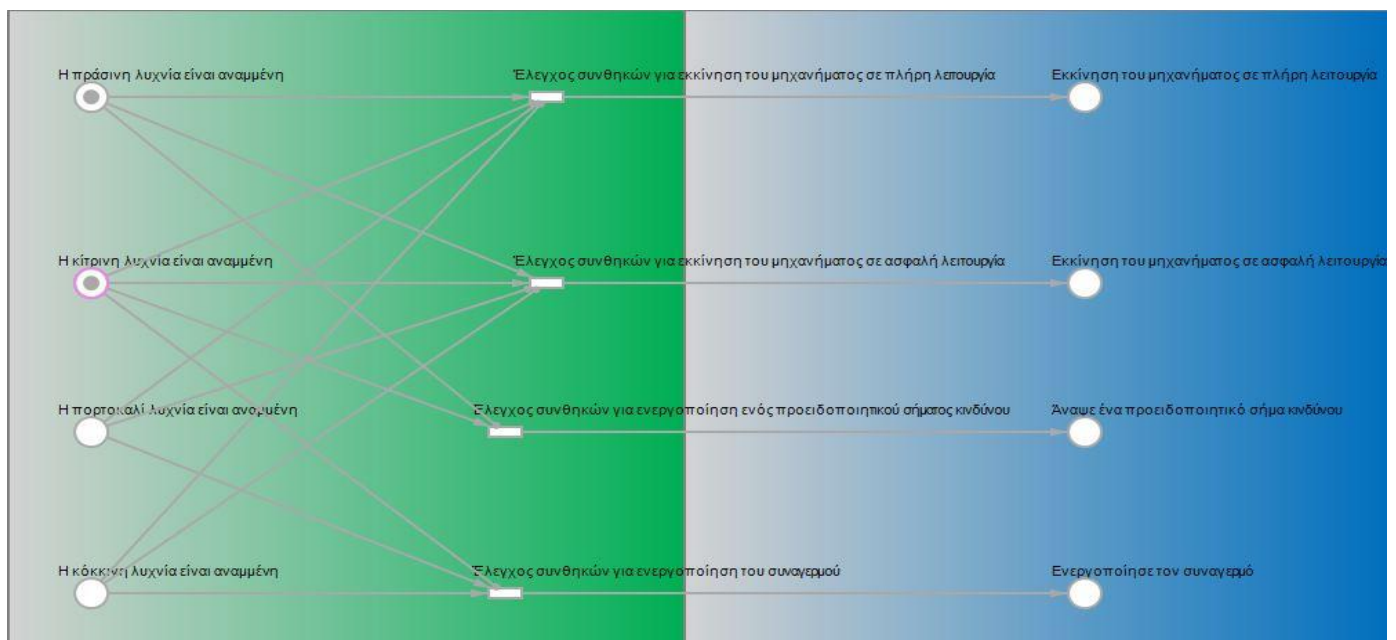 Η πράσινη λυχνία είναι αναμμένη
Έλεγχος συνθηκών για εκκίνηση του μηχανήματος σε πλήρη λειτουργία
Εκκίνηση του μηχανήματος σε πλήρη λειτουργία
Η κίτρινη λυχνία είναι αναμμένη
Έλεγχος συνθηκών για εκκίνηση του μηχανήματος σε ασφαλή λειτουργία
Εκκίνηση του μηχανήματος σε ασφαλή λειτουργία
Η πορτοκαλί λυχνία είναι αναμμένη
Έλεγχος συνθηκών για ενεργοποίηση ενός προειδοποιητικού σήματος κινδύνου
Άναψε ένα προειδοποιητικό σήμα κινδύνου
Η κόκκινη λυχνία είναι αναμμένη
Έλεγχος συνθηκών για ενεργοποίηση του συναγερμού
Ενεργοποίησε τον συναγερμό